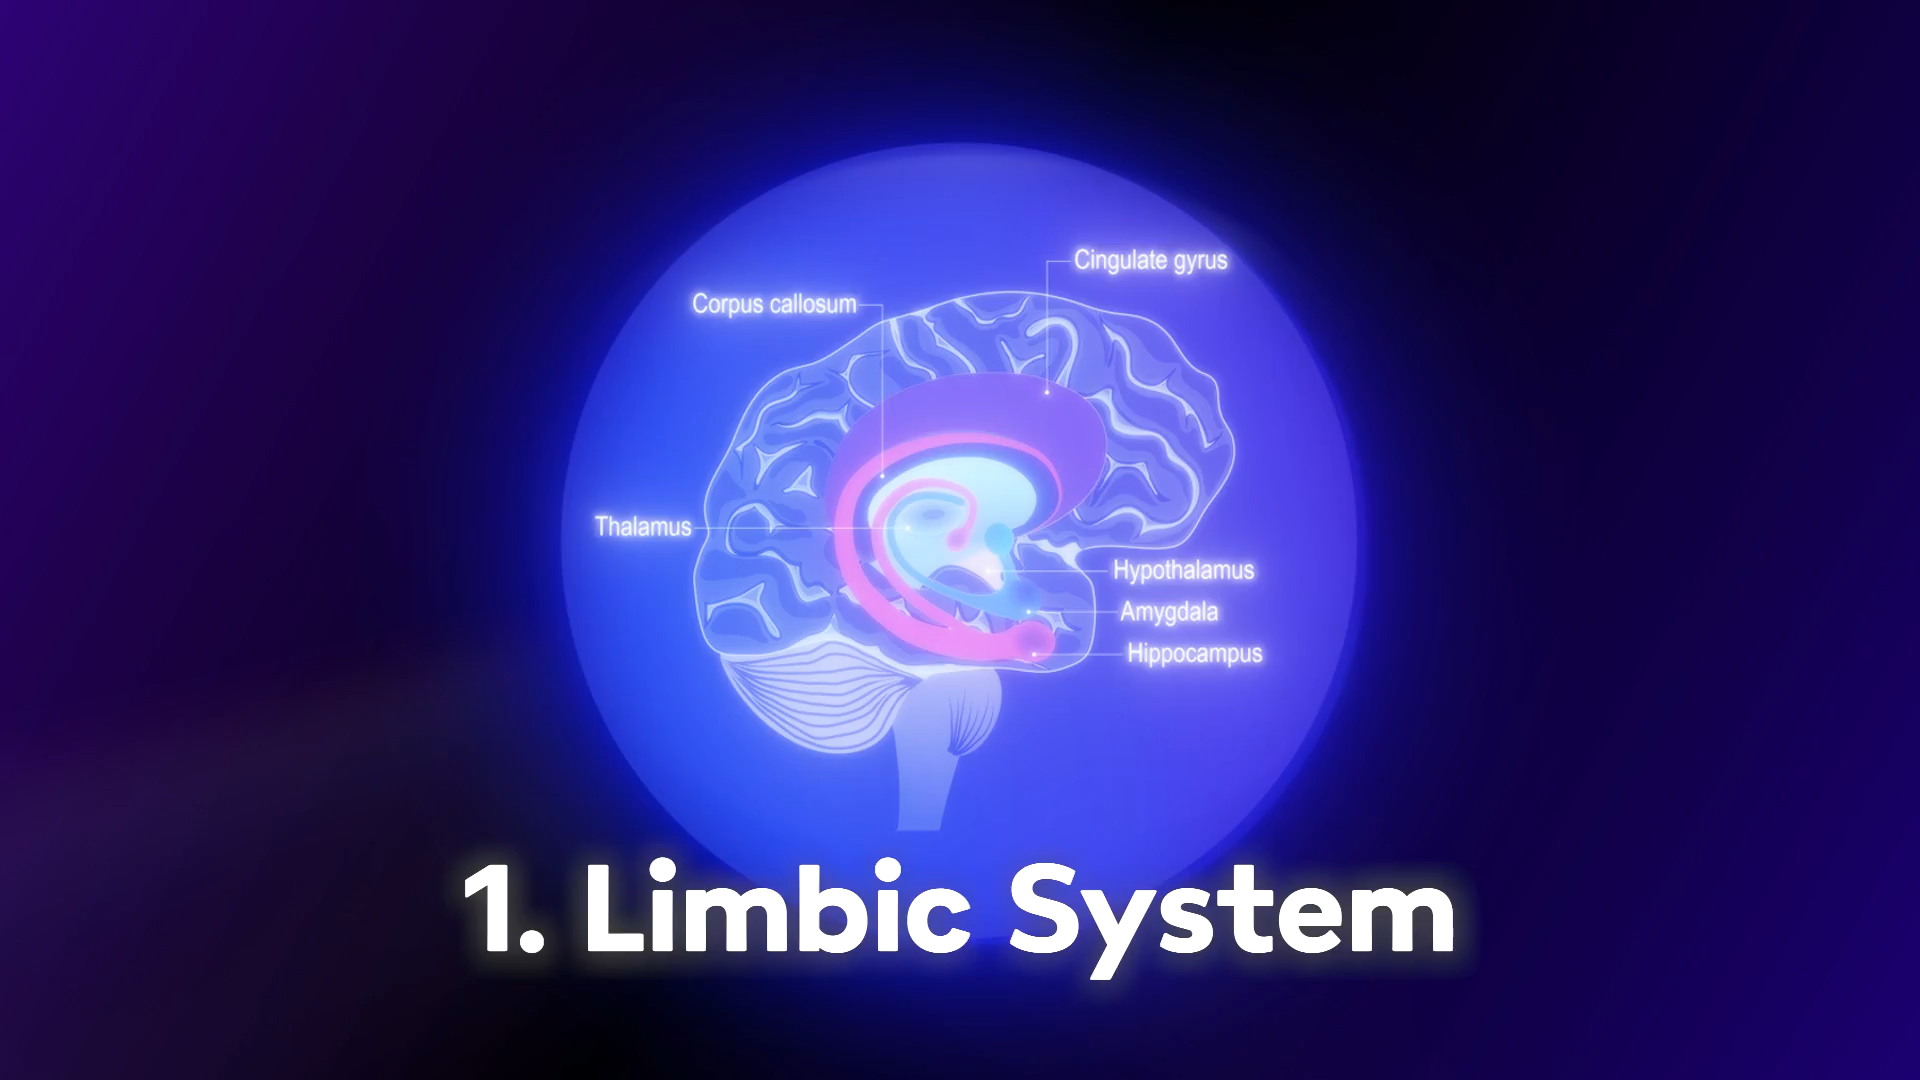 Cingulate gyrus
Corpus callosum
Thalamus
Hypothalamus
Amygdala
Hippocampus
1. Limbic System